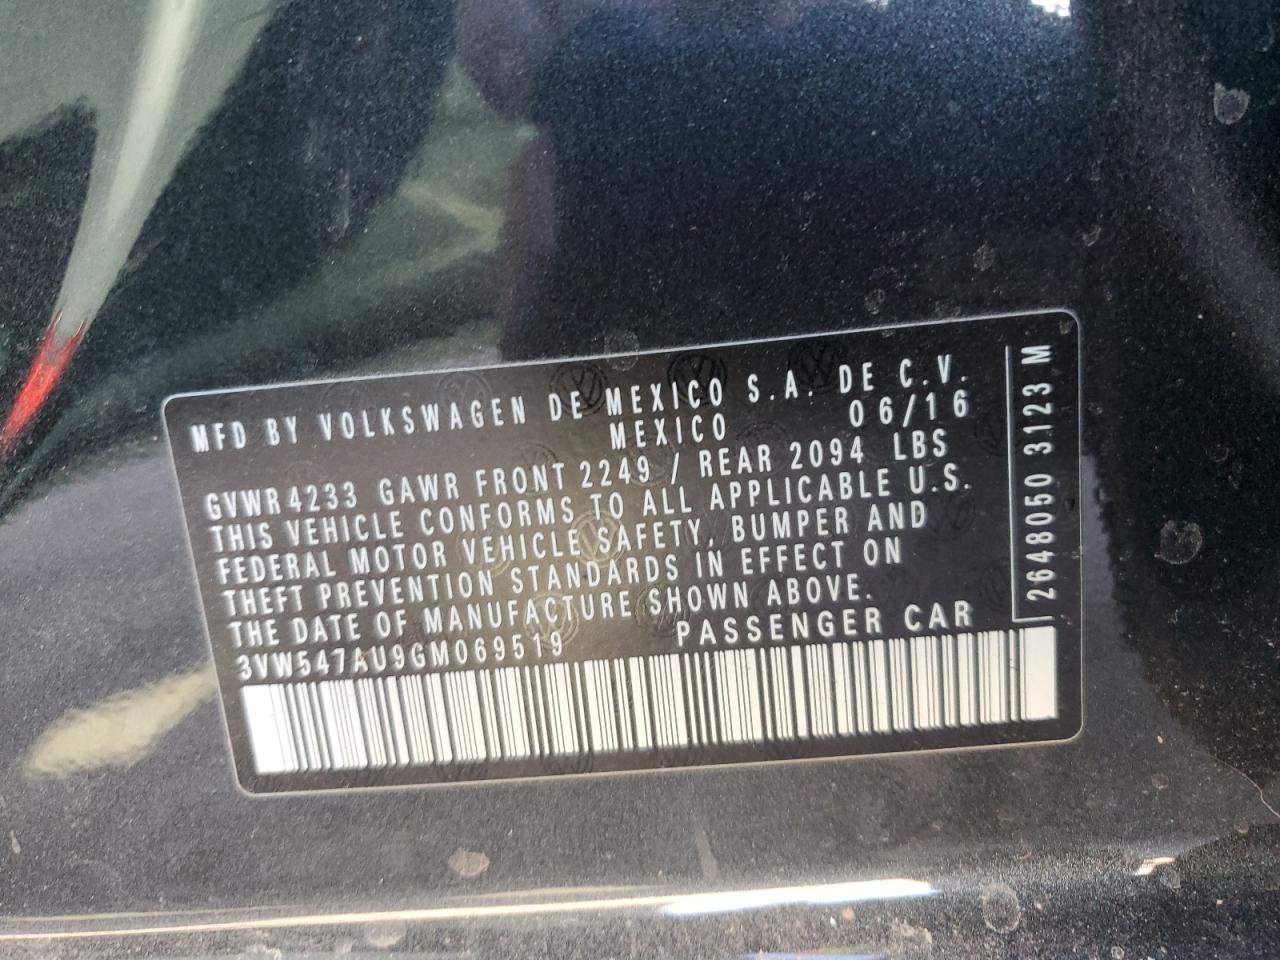 MFD BY VOLKSWAGEN DE MEXICO S.A. DE C.V.
MEXICO 06/16
GVWR 4233 GAWR FRONT 2249 / REAR 2094 LBS
THIS VEHICLE CONFORMS TO ALL APPLICABLE U.S.
FEDERAL MOTOR VEHICLE SAFETY, BUMPER AND
THEFT PREVENTION STANDARDS IN EFFECT ON
THE DATE OF MANUFACTURE SHOWN ABOVE.
3VW547AU9GM069519 PASSENGER CAR
2648050 3123 M